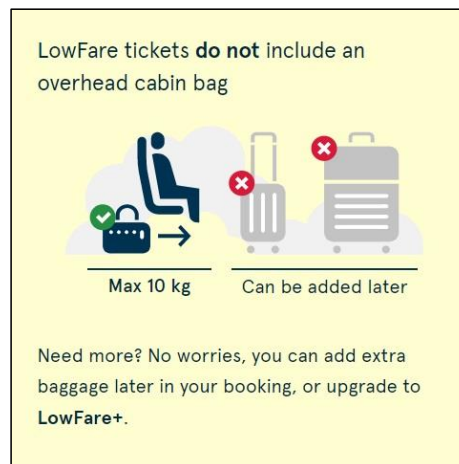 LowFare tickets do not include an
overhead cabin bag
Max 10 kg
Can be added later
Need more? No worries, you can add extra
baggage later in your booking, or upgrade to
LowFare+.